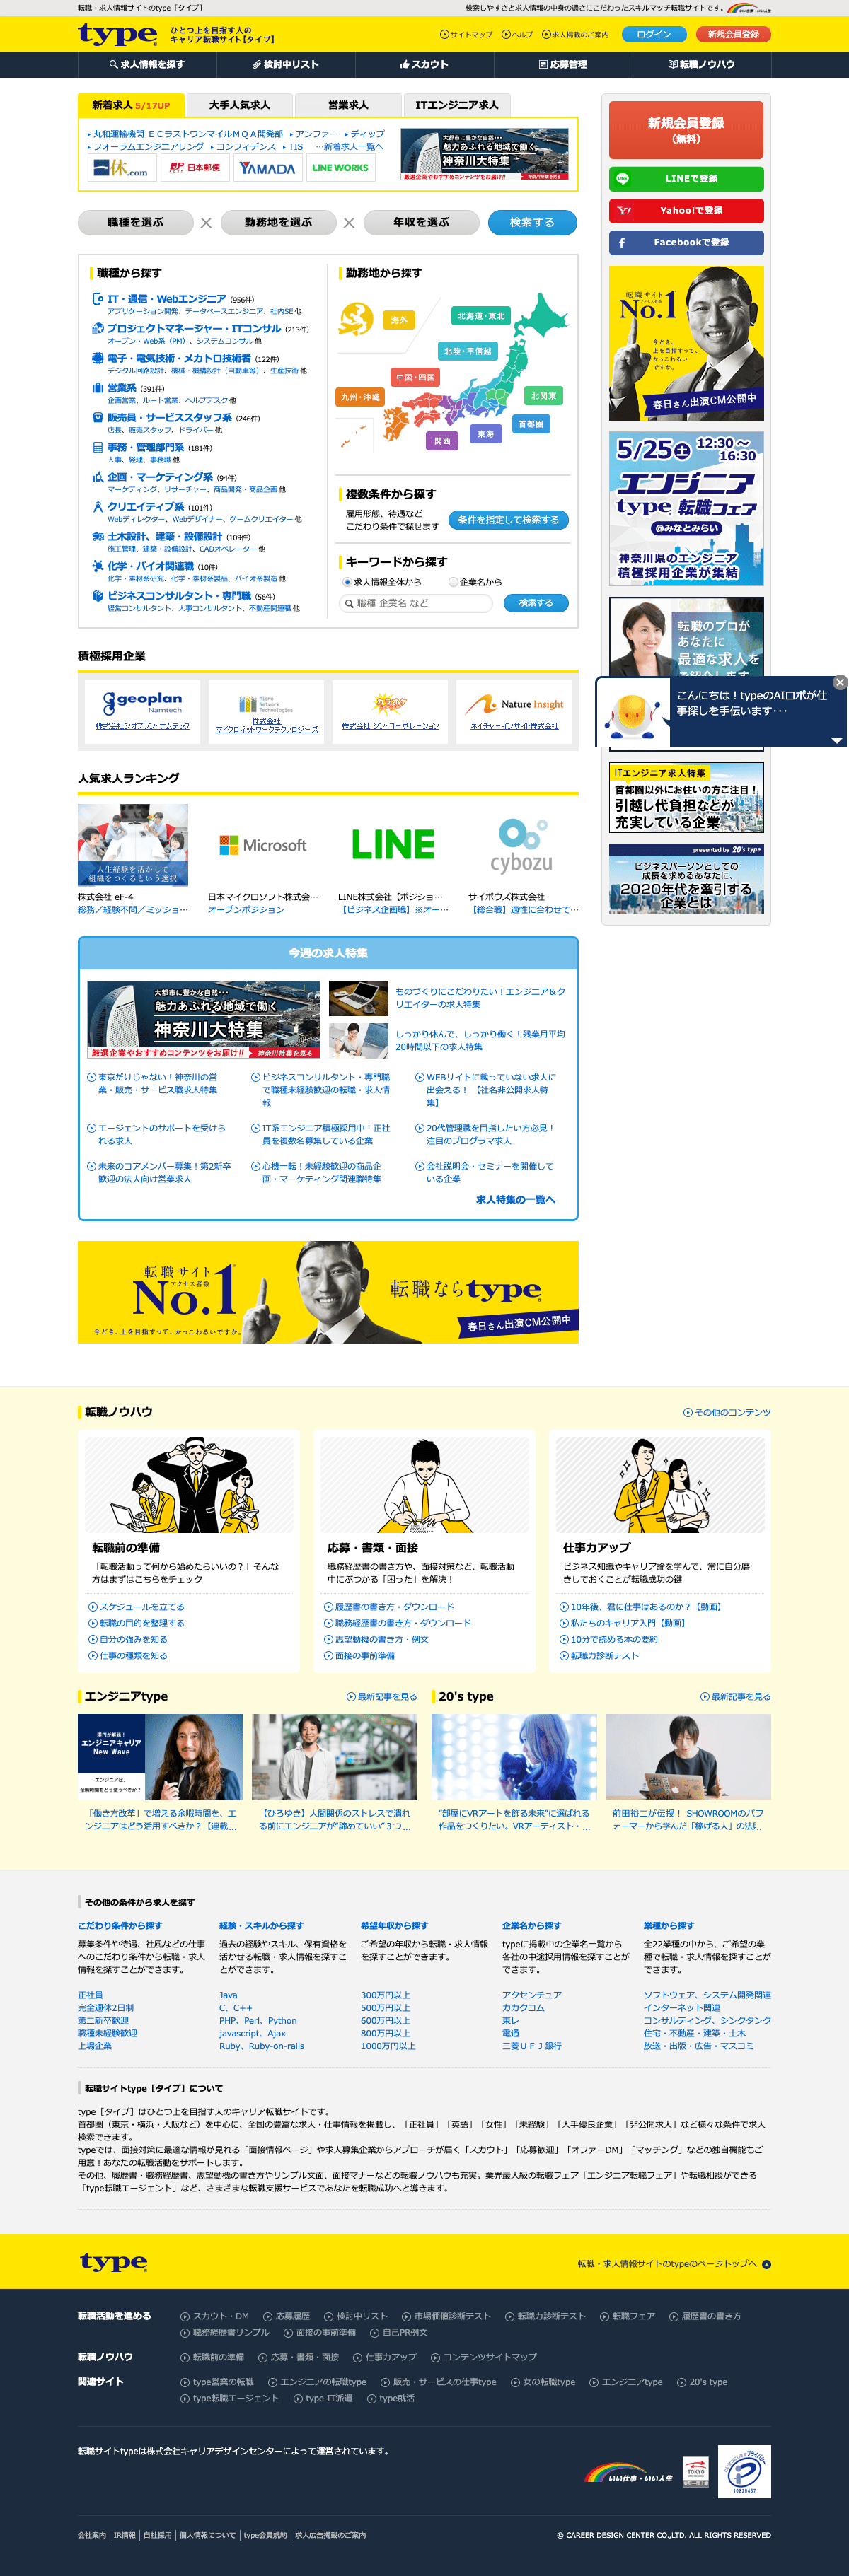 転職・求人情報サイトのtype［タイプ］
検索しやすさと求人情報の中身の濃さにこだわったスキルマッチ転職サイトです。
いい仕事・いい人生
type.
ひとつ上を目指す人の
キャリア転職サイト【タイプ】
サイトマップ
ヘルプ
求人掲載のご案内
ログイン
新規会員登録
求人情報を探す
検討中リスト
スカウト
応募管理
転職ノウハウ
新着求人 5/17UP
大手人気求人
営業求人
ITエンジニア求人
丸和運輸機関 ＥＣラストワンマイルＭＱＡ開発部 アンファー ディップ
フォーラムエンジニアリング コンフィデンス TIS …新着求人一覧へ
一休.com
日本郵便
YAMADA
LINE WORKS
大都市に豊かな自然･･･
魅力あふれる地域で働く
神奈川大特集
厳選企業やおすすめコンテンツをお届け!!
神奈川特集を見る
職種を選ぶ
勤務地を選ぶ
年収を選ぶ
検索する
職種から探す
IT・通信・Webエンジニア（956件）
アプリケーション開発、データベースエンジニア、社内SE 他
プロジェクトマネージャー・ITコンサル（213件）
オープン・Web系（PM）、システムコンサル 他
電子・電気技術・メカトロ技術者（122件）
デジタル回路設計、機械・機構設計（自動車等）、生産技術 他
営業系（391件）
企画営業、ルート営業、ヘルプデスク 他
販売員・サービススタッフ系（246件）
店長、販売スタッフ、ドライバー 他
事務・管理部門系（181件）
人事、経理、事務職 他
企画・マーケティング系（94件）
マーケティング、リサーチャー、商品開発・商品企画 他
クリエイティブ系（101件）
Webディレクター、Webデザイナー、ゲームクリエイター 他
土木設計、建築・設備設計（109件）
施工管理、建築・設備設計、CADオペレーター 他
化学・バイオ関連職（10件）
化学・素材系研究、化学・素材系製品、バイオ系製造 他
ビジネスコンサルタント・専門職（56件）
経営コンサルタント、人事コンサルタント、不動産関連職 他
勤務地から探す
海外
北海道・東北
北陸・甲信越
中国・四国
九州・沖縄
北関東
首都圏
東海
関西
複数条件から探す
雇用形態、待遇など
こだわり条件で探せます
条件を指定して検索する
キーワードから探す
求人情報全体から
企業名から
職種 企業名 など
検索する
新規会員登録
（無料）
LINEで登録
Yahoo!で登録
Facebookで登録
転職サイト
No.1
今どき、
上を目指すって、
かっこわるい
ですか。
春日さん出演CM公開中
5/25土 12:30〜16:30
エンジニア
type 転職フェア
@みなとみらい
神奈川県のエンジニア
積極採用企業が集結
転職のプロが
あなたに
最適な求人を
こんにちは！typeのAIロボが仕
事探しを手伝います･･･
ITエンジニア求人特集
首都圏以外にお住いの方ご注目！
引越し代負担などが
充実している企業
presented by 20's type
ビジネスパーソンとしての
成長を求めるあなたに、
2020年代を牽引する
企業とは
積極採用企業
geoplan
Namtech
株式会社ジオプラン・ナムテック
Micro
Network
Technologies
株式会社
マイクロネットワークテクノロジーズ
株式会社 シン・コーポレーション
Nature Insight
ネイチャーインサイト株式会社
人気求人ランキング
人生経験を活かして
組織をつくるという選択
株式会社 eF-4
総務／経験不問／ミッショ…
Microsoft
日本マイクロソフト株式会…
オープンポジション
LINE
LINE株式会社【ポジショ…
【ビジネス企画職】※オー…
cybozu
サイボウズ株式会社
【総合職】適性に合わせて…
今週の求人特集
大都市に豊かな自然･･･
魅力あふれる地域で働く
神奈川大特集
厳選企業やおすすめコンテンツをお届け!!
神奈川特集を見る
ものづくりにこだわりたい！エンジニア＆ク
リエイターの求人特集
しっかり休んで、しっかり働く！残業月平均
20時間以下の求人特集
東京だけじゃない！神奈川の営
業・販売・サービス職求人特集
ビジネスコンサルタント・専門職
で職種未経験歓迎の転職・求人情
報
WEBサイトに載っていない求人に
出会える！ 【社名非公開求人特
集】
エージェントのサポートを受けら
れる求人
IT系エンジニア積極採用中！正社
員を複数名募集している企業
20代管理職を目指したい方必見！
注目のプログラマ求人
未来のコアメンバー募集！第2新卒
歓迎の法人向け営業求人
心機一転！未経験歓迎の商品企
画・マーケティング関連職特集
会社説明会・セミナーを開催して
いる企業
求人特集の一覧へ
転職サイト
アクセス者数
No.1
今どき、上を目指すって、かっこわるいですか。
転職ならtype.
春日さん出演CM公開中
転職ノウハウ
その他のコンテンツ
転職前の準備
「転職活動って何から始めたらいいの？」そんな
方はまずはこちらをチェック
スケジュールを立てる
転職の目的を整理する
自分の強みを知る
仕事の種類を知る
応募・書類・面接
職務経歴書の書き方や、面接対策など、転職活動
中にぶつかる「困った」を解決！
履歴書の書き方・ダウンロード
職務経歴書の書き方・ダウンロード
志望動機の書き方・例文
面接の事前準備
仕事力アップ
ビジネス知識やキャリア論を学んで、常に自分磨
きしておくことが転職成功の鍵
10年後、君に仕事はあるのか？【動画】
私たちのキャリア入門【動画】
10分で読める本の要約
転職力診断テスト
エンジニアtype
最新記事を見る
20's type
最新記事を見る
澤円が解説！
エンジニアキャリア
New Wave
エンジニアは、
余暇時間をどう使うべきか？
「働き方改革」で増える余暇時間を、エ
ンジニアはどう活用すべきか？【連載...
【ひろゆき】人間関係のストレスで潰れ
る前にエンジニアが“諦めていい”３つ...
“部屋にVRアートを飾る未来”に選ばれる
作品をつくりたい。VRアーティスト・...
前田裕二が伝授！ SHOWROOMのパフ
ォーマーから学んだ「稼げる人」の法則...
その他の条件から求人を探す
こだわり条件から探す
募集条件や待遇、社風などの仕事
へのこだわり条件から転職・求人
情報を探すことができます。
正社員
完全週休2日制
第二新卒歓迎
職種未経験歓迎
上場企業
経験・スキルから探す
過去の経験やスキル、保有資格を
活かせる転職・求人情報を探すこ
とができます。
Java
C、C++
PHP、Perl、Python
javascript、Ajax
Ruby、Ruby-on-rails
希望年収から探す
ご希望の年収から転職・求人情報
を探すことができます。
300万円以上
500万円以上
600万円以上
800万円以上
1000万円以上
企業名から探す
typeに掲載中の企業名一覧から
各社の中途採用情報を探すことが
できます。
アクセンチュア
カカクコム
東レ
電通
三菱ＵＦＪ銀行
業種から探す
全22業種の中から、ご希望の業
種で転職・求人情報を探すことが
できます。
ソフトウェア、システム開発関連
インターネット関連
コンサルティング、シンクタンク
住宅・不動産・建築・土木
放送・出版・広告・マスコミ
転職サイトtype［タイプ］について
type［タイプ］はひとつ上を目指す人のキャリア転職サイトです。
首都圏（東京・横浜・大阪など）を中心に、全国の豊富な求人・仕事情報を掲載し、「正社員」「英語」「女性」「未経験」「大手優良企業」「非公開求人」など様々な条件で求人
検索できます。
typeでは、面接対策に最適な情報が見れる「面接情報ページ」や求人募集企業からアプローチが届く「スカウト」「応募歓迎」「オファーDM」「マッチング」などの独自機能もご
用意！あなたの転職活動をサポートします。
その他、履歴書・職務経歴書、志望動機の書き方やサンプル文面、面接マナーなどの転職ノウハウも充実。業界最大級の転職フェア「エンジニア転職フェア」や転職相談ができる
「type転職エージェント」など、さまざまな転職支援サービスであなたを転職成功へと導きます。
type.
転職・求人情報サイトのtypeのページトップへ
転職活動を進める
スカウト・DM 応募履歴 検討中リスト 市場価値診断テスト 転職力診断テスト 転職フェア 履歴書の書き方
職務経歴書サンプル 面接の事前準備 自己PR例文
転職ノウハウ
転職前の準備 応募・書類・面接 仕事力アップ コンテンツサイトマップ
関連サイト
type営業の転職 エンジニアの転職type 販売・サービスの仕事type 女の転職type エンジニアtype 20's type
type転職エージェント type IT派遣 type就活
転職サイトtypeは株式会社キャリアデザインセンターによって運営されています。
いい仕事・いい人生
TOKYO
東証一部上場
プライバシー
10820457
会社案内 IR情報 自社採用 個人情報について type会員規約 求人広告掲載のご案内
© CAREER DESIGN CENTER CO.,LTD. ALL RIGHTS RESERVED